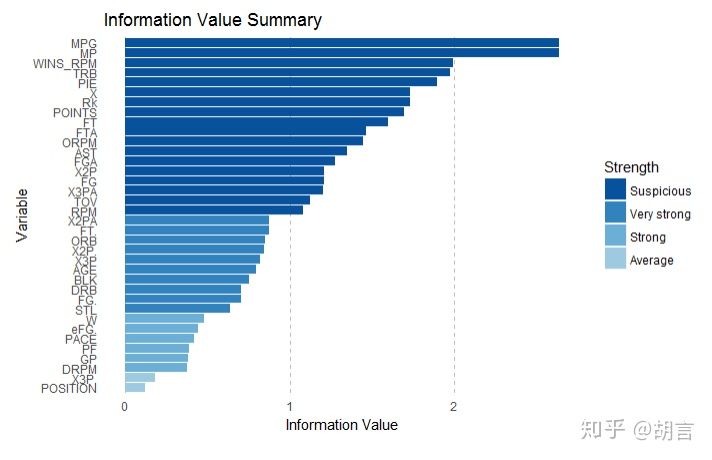 Information Value Summary
MPG
MP
WINS_RPM
TRB
PIE
X
Rk
POINTS
FT
FTA
ORPM
AST
FGA
X2P
FG
X3PA
TOV
RPM
X2PA
FT.
ORB
X2P.
X3P
AGE
BLK
DRB
FG.
STL
W
eFG.
PACE
PF
GP
DRPM
X3P.
POSITION
Variable
0 1 2
Information Value
Strength
Suspicious
Very strong
Strong
Average
知乎 @胡言